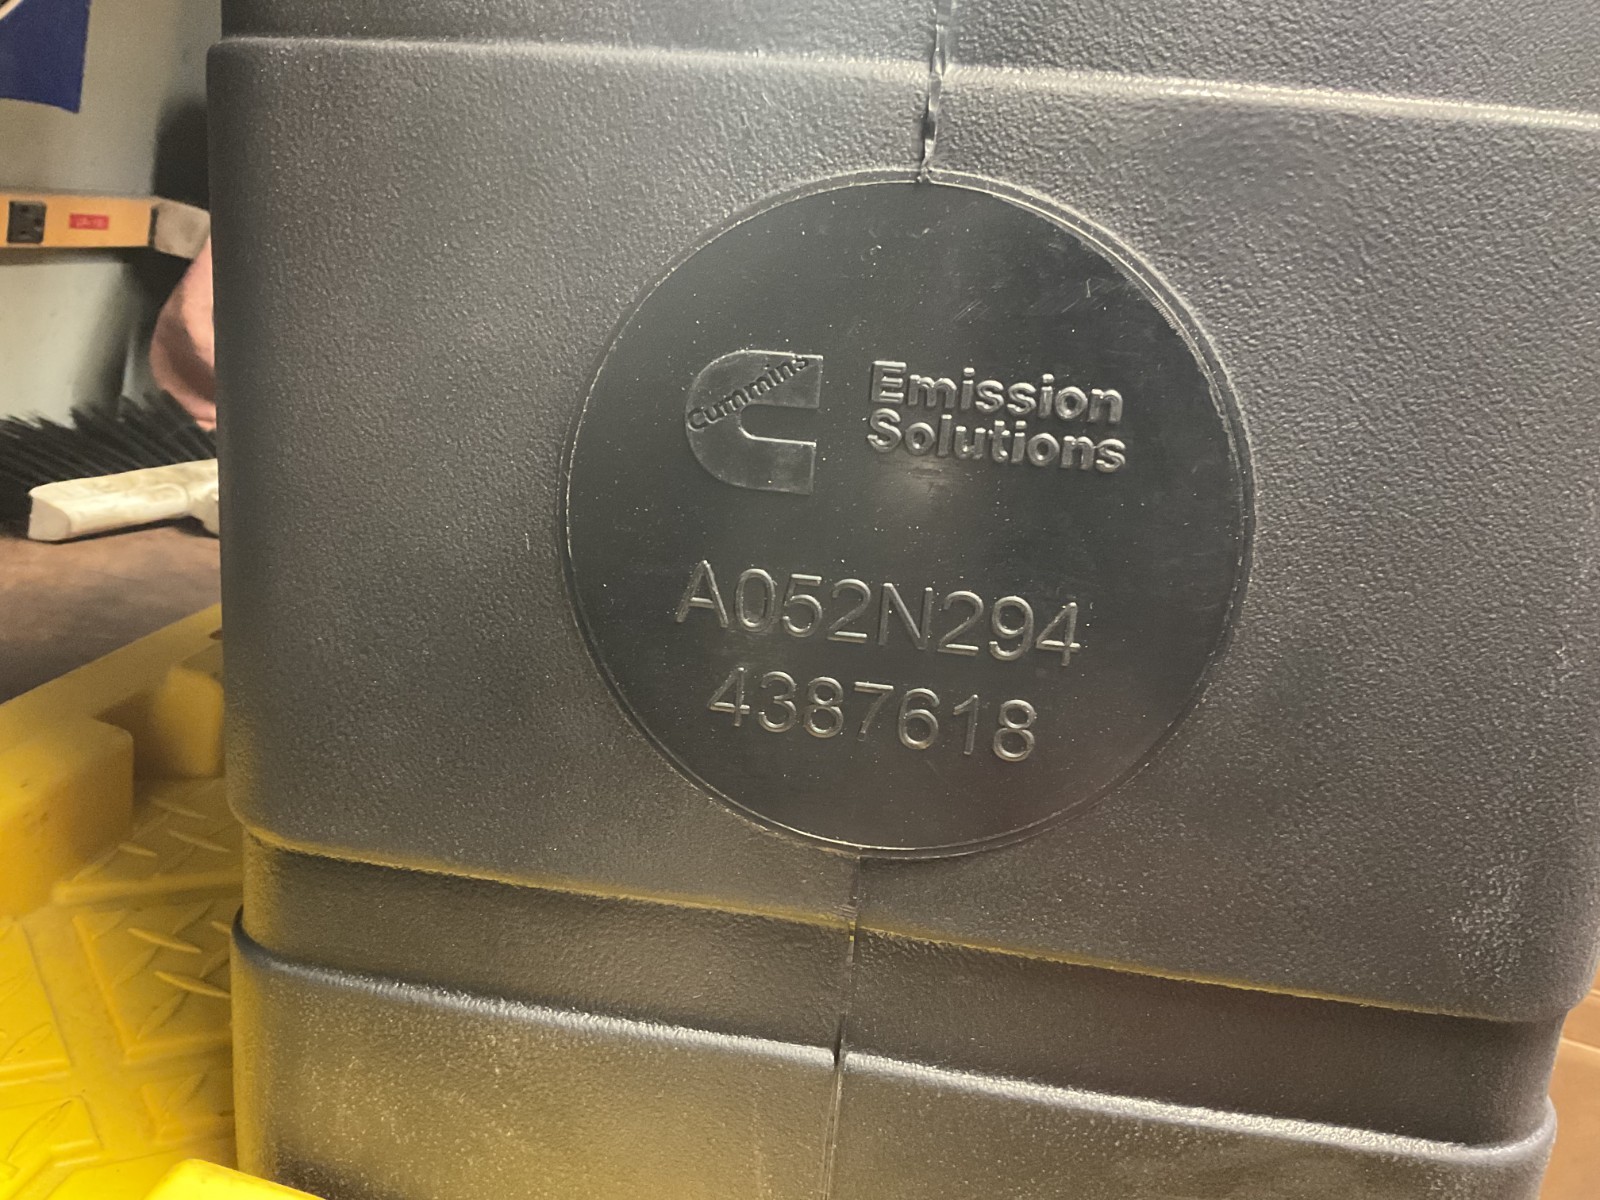 Cummins
Emission
Solutions
A052N294
4387618